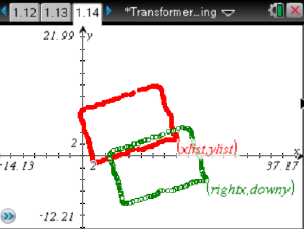 1.12 1.13 1.14 *Transformer...ing
21.99 y
(xlist,ylist)
2
x
-14.13 2 37.17
(rightx,downy)
-12.21